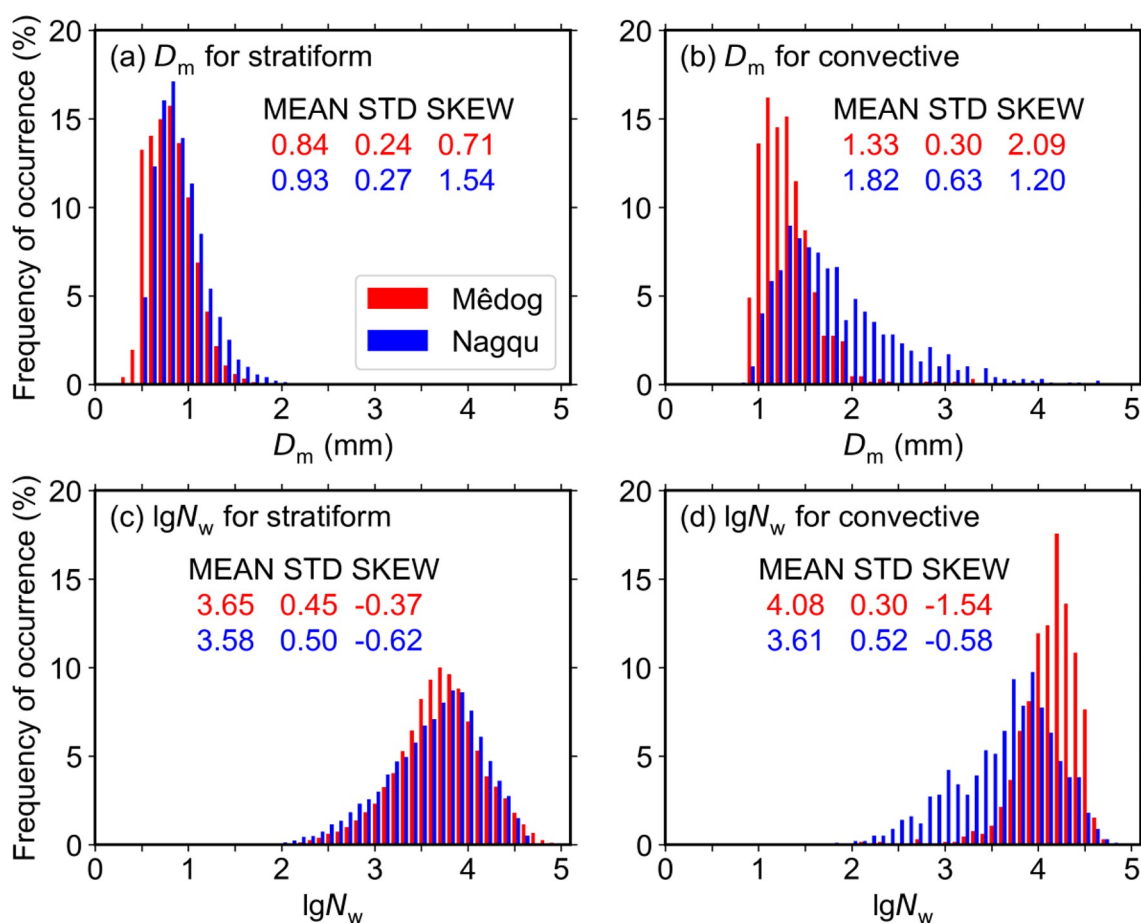 (a) Dm for stratiform
MEAN STD SKEW
0.84 0.24 0.71
0.93 0.27 1.54
Mêdog
Nagqu
Frequency of occurrence (%)
20
15
10
5
0
0 1 2 3 4 5
Dm (mm)
(b) Dm for convective
MEAN STD SKEW
1.33 0.30 2.09
1.82 0.63 1.20
20
15
10
5
0
0 1 2 3 4 5
Dm (mm)
(c) lgNw for stratiform
MEAN STD SKEW
3.65 0.45 -0.37
3.58 0.50 -0.62
Frequency of occurrence (%)
20
15
10
5
0
0 1 2 3 4 5
lgNw
(d) lgNw for convective
MEAN STD SKEW
4.08 0.30 -1.54
3.61 0.52 -0.58
20
15
10
5
0
0 1 2 3 4 5
lgNw